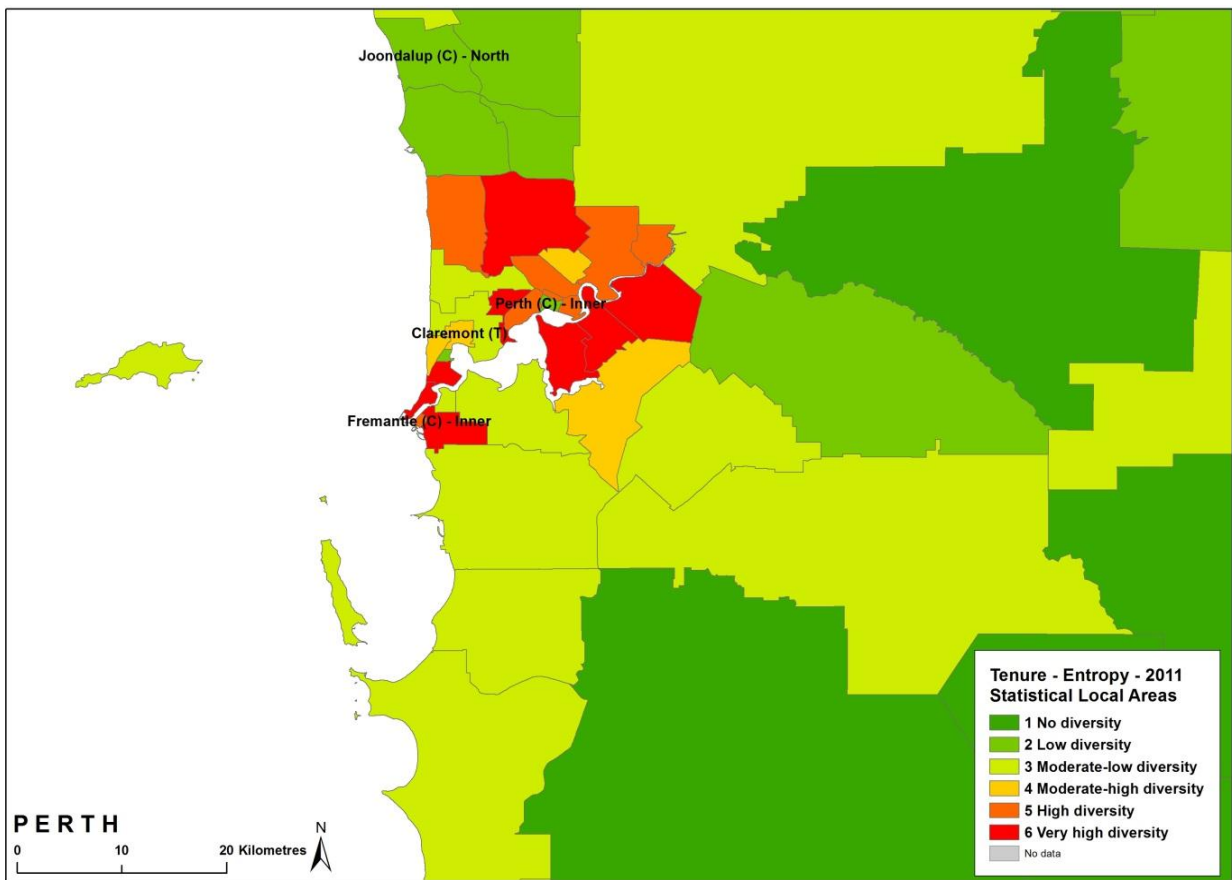 Joondalup (C) - North
Perth (C) - Inner
Claremont (T)
Fremantle (C) - Inner
PERTH
0 10 20 Kilometres
N
Tenure - Entropy - 2011
Statistical Local Areas
1 No diversity
2 Low diversity
3 Moderate-low diversity
4 Moderate-high diversity
5 High diversity
6 Very high diversity
No data